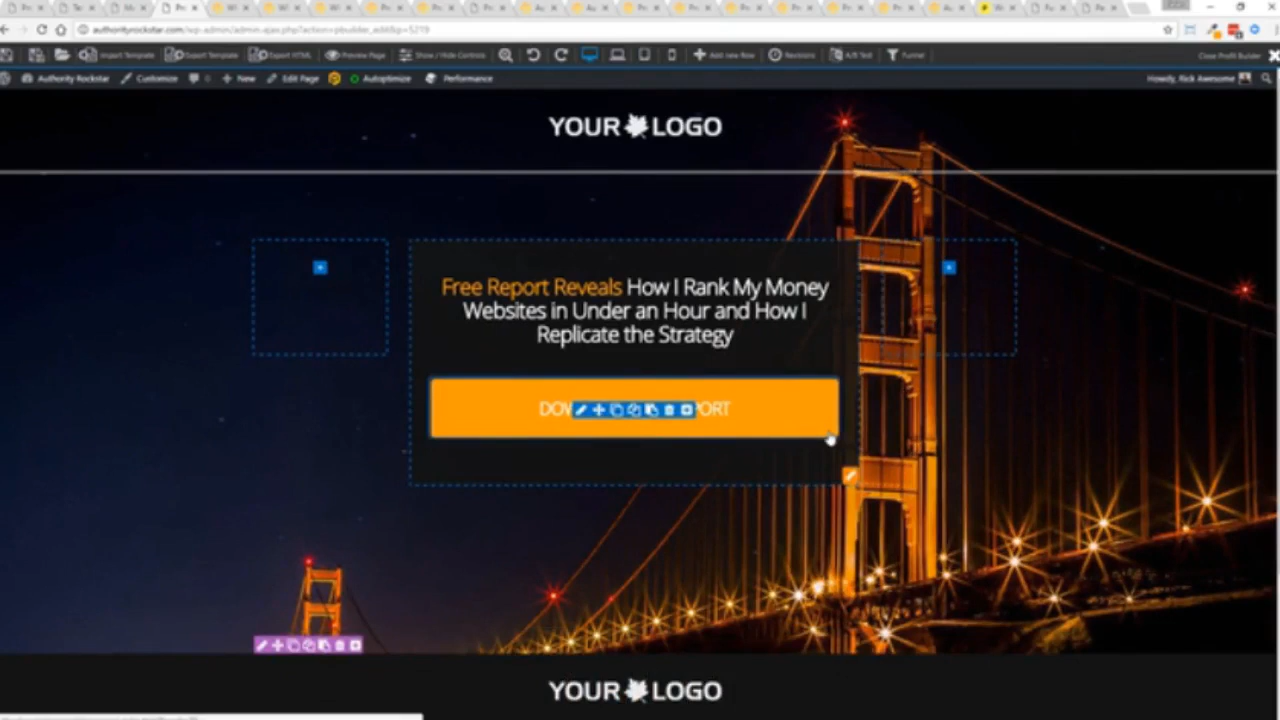 authorityrockstar.com/wp-admin/admin-ajax.php?action=pbuilder_edit&p=5219
Import Template Export Template Export HTML Preview Page Show / Hide Controls Add new Row Revisions A/B Test Funnel Close Profit Builder
Authority Rockstar Customize 0 New Edit Page Autoptimize Performance Howdy, Rick Awesome
YOUR LOGO
Free Report Reveals How I Rank My Money
Websites in Under an Hour and How I
Replicate the Strategy
YOUR LOGO